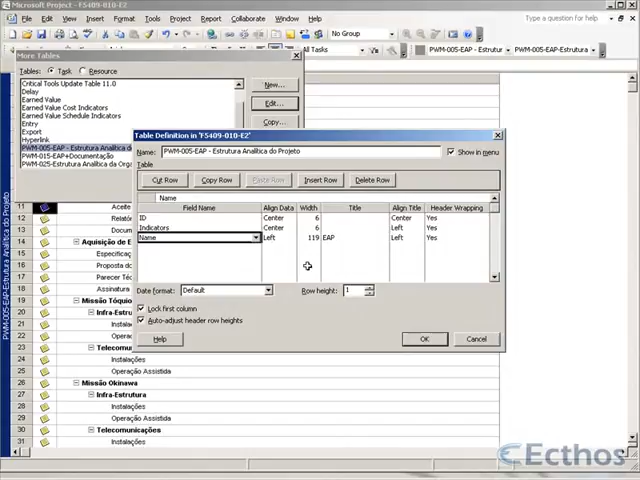 Microsoft Project - F5409-010-E2
File Edit View Insert Format Tools Project Report Collaborate Window Help
Type a question for help
All Tasks
No Group
PWM-005-EAP - Estrutur
PWM-005-EAP-Estrutura
More Tables
Tables: Task Resource
Critical Tools Update Table 11.0
Delay
Earned Value
Earned Value Cost Indicators
Earned Value Schedule Indicators
Entry
Export
Hyperlink
PWM-005-EAP - Estrutura Analítica d
PWM-015-EAP+Documentação
PWM-025-Estrutura Analítica da Orga
New...
Edit...
Copy...
Table Definition in 'F5409-010-E2'
Name: PWM-005-EAP - Estrutura Analítica do Projeto
Show in menu
Table
Cut Row Copy Row Paste Row Insert Row Delete Row
Name
Field Name Align Data Width Title Align Title Header Wrapping
ID Center 6 Center Yes
Indicators Center 6 Left Yes
Name Left 119 EAP Left Yes
Date format: Default Row height: 1
Lock first column
Auto-adjust header row heights
Help OK Cancel
PWM-005-EAP-Estrutura Analítica do Projeto
11 Aceite
12 Relatór
13 Comuni
14 Aquisição de E
15 Especificaç
16 Proposta do
17 Parecer Téc
18 Assinatura d
19 Missão Tóquio
20 Infra-Estru
21 Instala
22 Treinam
23 Telecomunic
24 Instalações
25 Operação Assistida
26 Missão Okinawa
27 Infra-Estrutura
28 Instalações
29 Operação Assistida
30 Telecomunicações
31 Instalações
Ecthos